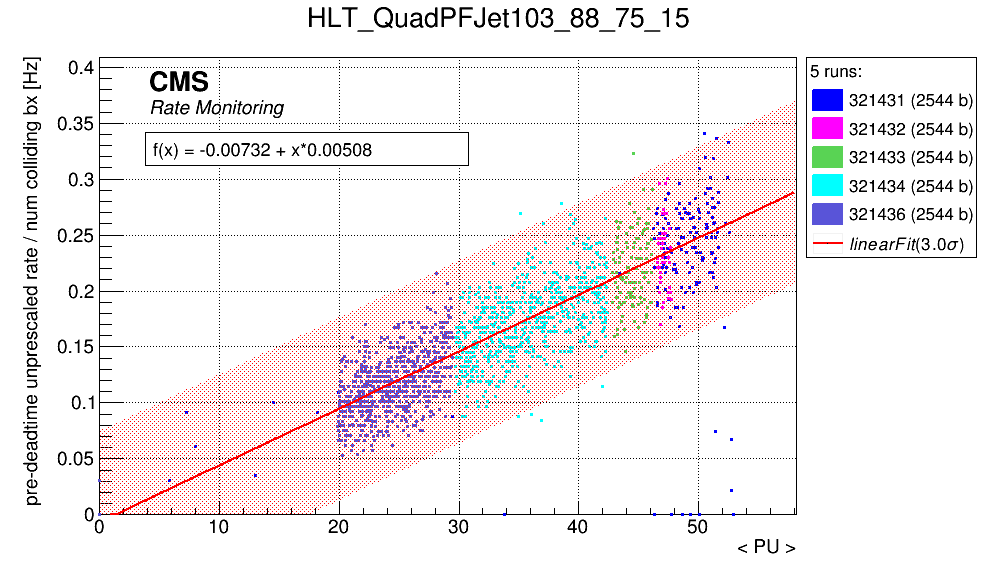 HLT_QuadPFJet103_88_75_15
pre-deadtime unprescaled rate / num colliding bx [Hz]
0.4
0.35
0.3
0.25
0.2
0.15
0.1
0.05
0
CMS
Rate Monitoring
f(x) = -0.00732 + x*0.00508
0 10 20 30 40 50
< PU >
5 runs:
321431 (2544 b)
321432 (2544 b)
321433 (2544 b)
321434 (2544 b)
321436 (2544 b)
linearFit(3.0σ)